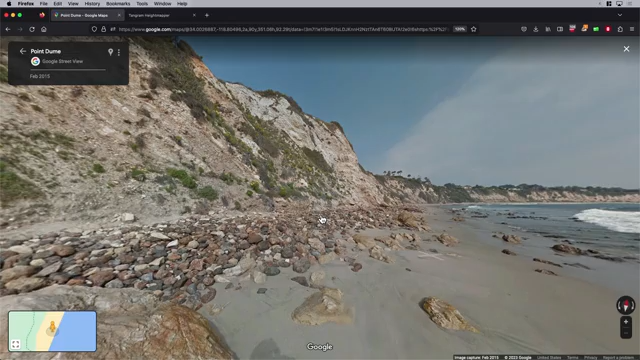 Firefox File Edit View History Bookmarks Tools Window Help
Point Dume - Google Maps
Tangram Heightmapper
Point Dume
Google Street View
Feb 2015
Google
Image capture: Feb 2015 © 2023 Google United States Terms Privacy Report a problem